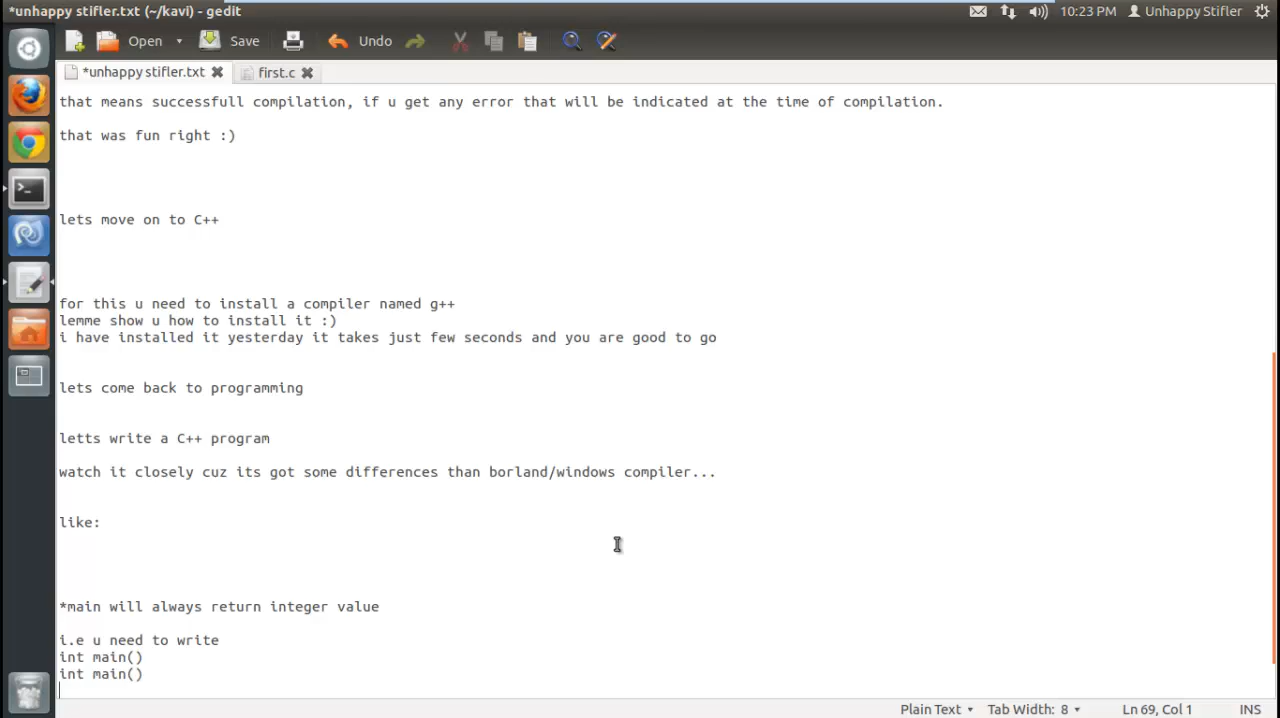 *unhappy stifler.txt (~/kavi) - gedit
10:23 PM
Unhappy Stifler
Open
Save
Undo
*unhappy stifler.txt
first.c
that means successfull compilation, if u get any error that will be indicated at the time of compilation.
that was fun right :)
lets move on to C++
for this u need to install a compiler named g++
lemme show u how to install it :)
i have installed it yesterday it takes just few seconds and you are good to go
lets come back to programming
letts write a C++ program
watch it closely cuz its got some differences than borland/windows compiler...
like:
*main will always return integer value
i.e u need to write
int main()
int main()
Plain Text
Tab Width: 8
Ln 69, Col 1
INS